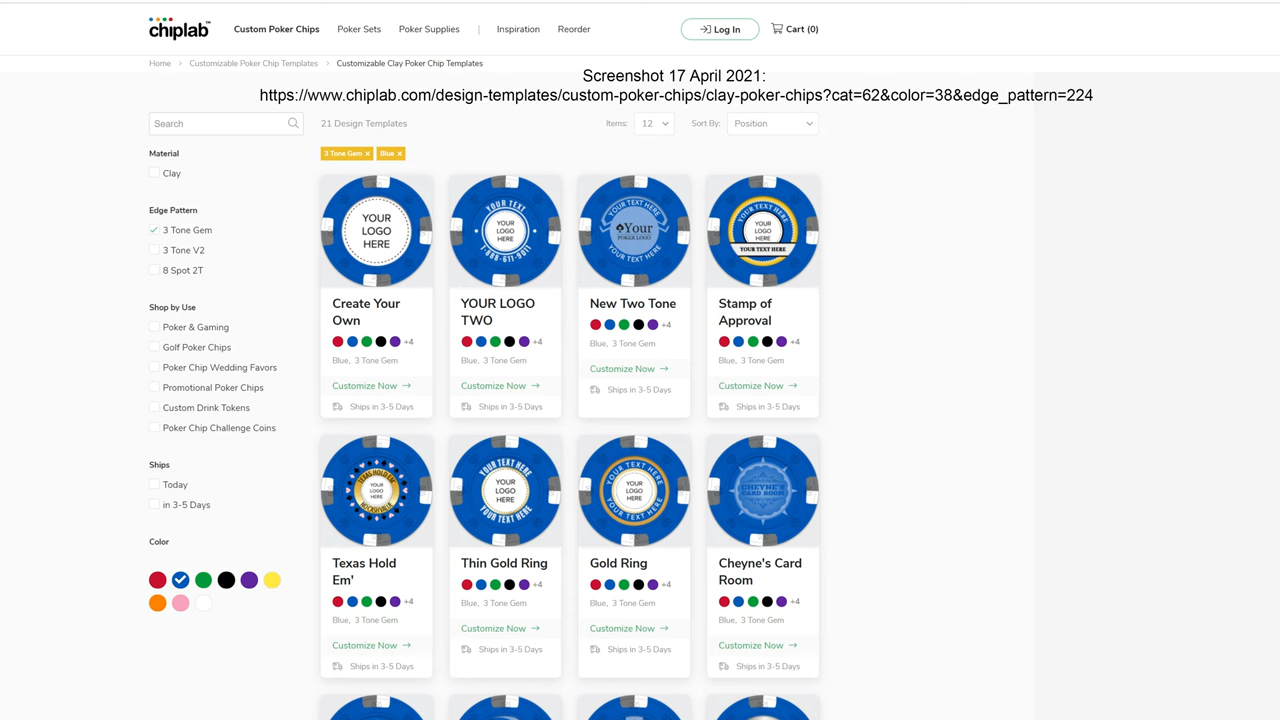 chiplab™
Custom Poker Chips
Poker Sets
Poker Supplies
|
Inspiration
Reorder
Log In
Cart (0)
Home > Customizable Poker Chip Templates > Customizable Clay Poker Chip Templates
Screenshot 17 April 2021:
https://www.chiplab.com/design-templates/custom-poker-chips/clay-poker-chips?cat=62&color=38&edge_pattern=224
Search
21 Design Templates
Items: 12
Sort By: Position
3 Tone Gem ×
Blue ×
Material
Clay
Edge Pattern
3 Tone Gem
3 Tone V2
8 Spot 2T
Shop by Use
Poker & Gaming
Golf Poker Chips
Poker Chip Wedding Favors
Promotional Poker Chips
Custom Drink Tokens
Poker Chip Challenge Coins
Ships
Today
in 3-5 Days
Color
YOUR
LOGO
HERE
Create Your
Own
+4
Blue, 3 Tone Gem
Customize Now →
Ships in 3-5 Days
YOUR TEXT
YOUR
LOGO
HERE
1-888-611-9011
YOUR LOGO
TWO
+4
Blue, 3 Tone Gem
Customize Now →
Ships in 3-5 Days
YOUR TEXT HERE
Your
POKER LOGO
YOUR TEXT HERE
New Two Tone
+4
Blue, 3 Tone Gem
Customize Now →
Ships in 3-5 Days
YOUR TEXT HERE
YOUR
LOGO
HERE
YOUR TEXT HERE
Stamp of
Approval
+4
Blue, 3 Tone Gem
Customize Now →
Ships in 3-5 Days
TEXAS HOLD EM'
YOUR
LOGO
HERE
Texas Hold
Em'
+4
Blue, 3 Tone Gem
Customize Now →
Ships in 3-5 Days
YOUR TEXT HERE
YOUR
LOGO
HERE
YOUR TEXT HERE
Thin Gold Ring
+4
Blue, 3 Tone Gem
Customize Now →
Ships in 3-5 Days
YOUR TEXT HERE
YOUR
LOGO
HERE
YOUR TEXT HERE
Gold Ring
+4
Blue, 3 Tone Gem
Customize Now →
Ships in 3-5 Days
CHEYNE'S
CARD ROOM
Cheyne's Card
Room
+4
Blue, 3 Tone Gem
Customize Now →
Ships in 3-5 Days